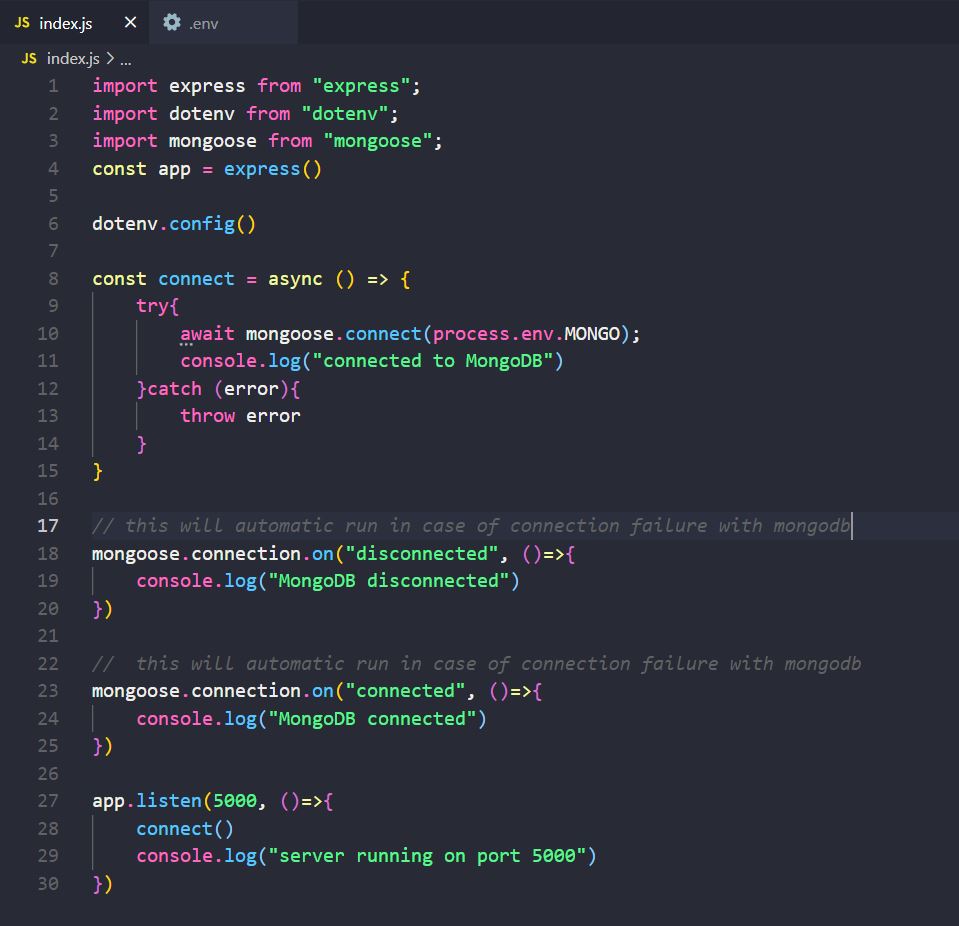 JS index.js × .env
JS index.js > ...
1 import express from "express";
2 import dotenv from "dotenv";
3 import mongoose from "mongoose";
4 const app = express()
5
6 dotenv.config()
7
8 const connect = async () => {
9 try{
10 await mongoose.connect(process.env.MONGO);
11 console.log("connected to MongoDB")
12 }catch (error){
13 throw error
14 }
15 }
16
17 // this will automatic run in case of connection failure with mongodb
18 mongoose.connection.on("disconnected", ()=>{
19 console.log("MongoDB disconnected")
20 })
21
22 //  this will automatic run in case of connection failure with mongodb
23 mongoose.connection.on("connected", ()=>{
24 console.log("MongoDB connected")
25 })
26
27 app.listen(5000, ()=>{
28 connect()
29 console.log("server running on port 5000")
30 })